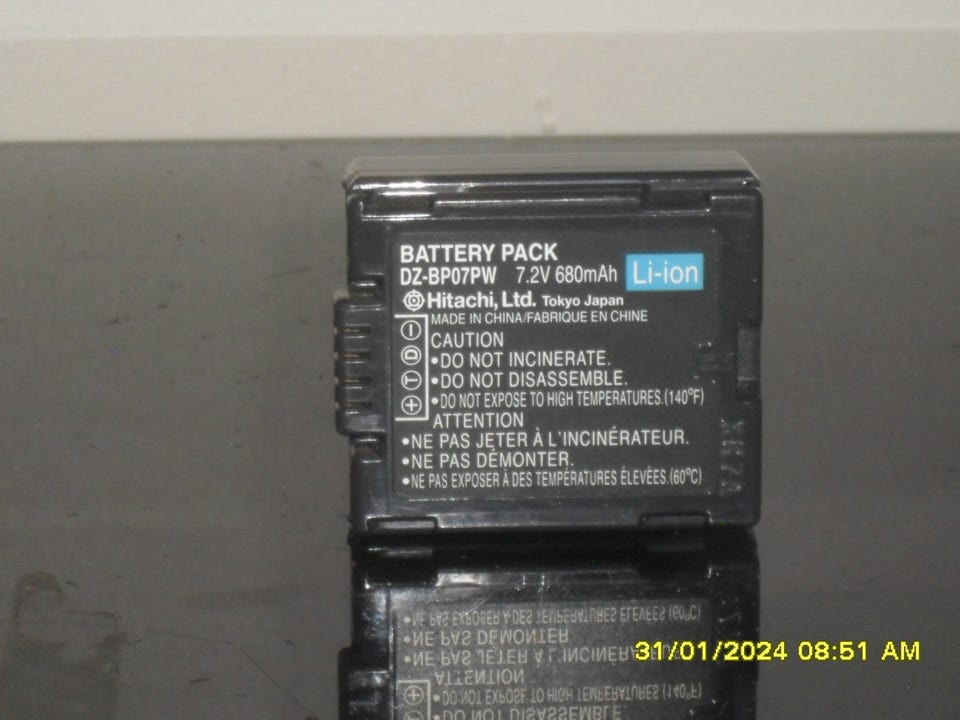 BATTERY PACK
DZ-BP07PW 7.2V 680mAh Li-ion
Hitachi, Ltd. Tokyo Japan
MADE IN CHINA/FABRIQUE EN CHINE
CAUTION
•DO NOT INCINERATE.
•DO NOT DISASSEMBLE.
•DO NOT EXPOSE TO HIGH TEMPERATURES.(140°F)
ATTENTION
•NE PAS JETER À L'INCINÉRATEUR.
•NE PAS DÉMONTER.
•NE PAS EXPOSER À DES TEMPÉRATURES ÉLEVÉES.(60°C)
− D T +
31/01/2024 08:51 AM